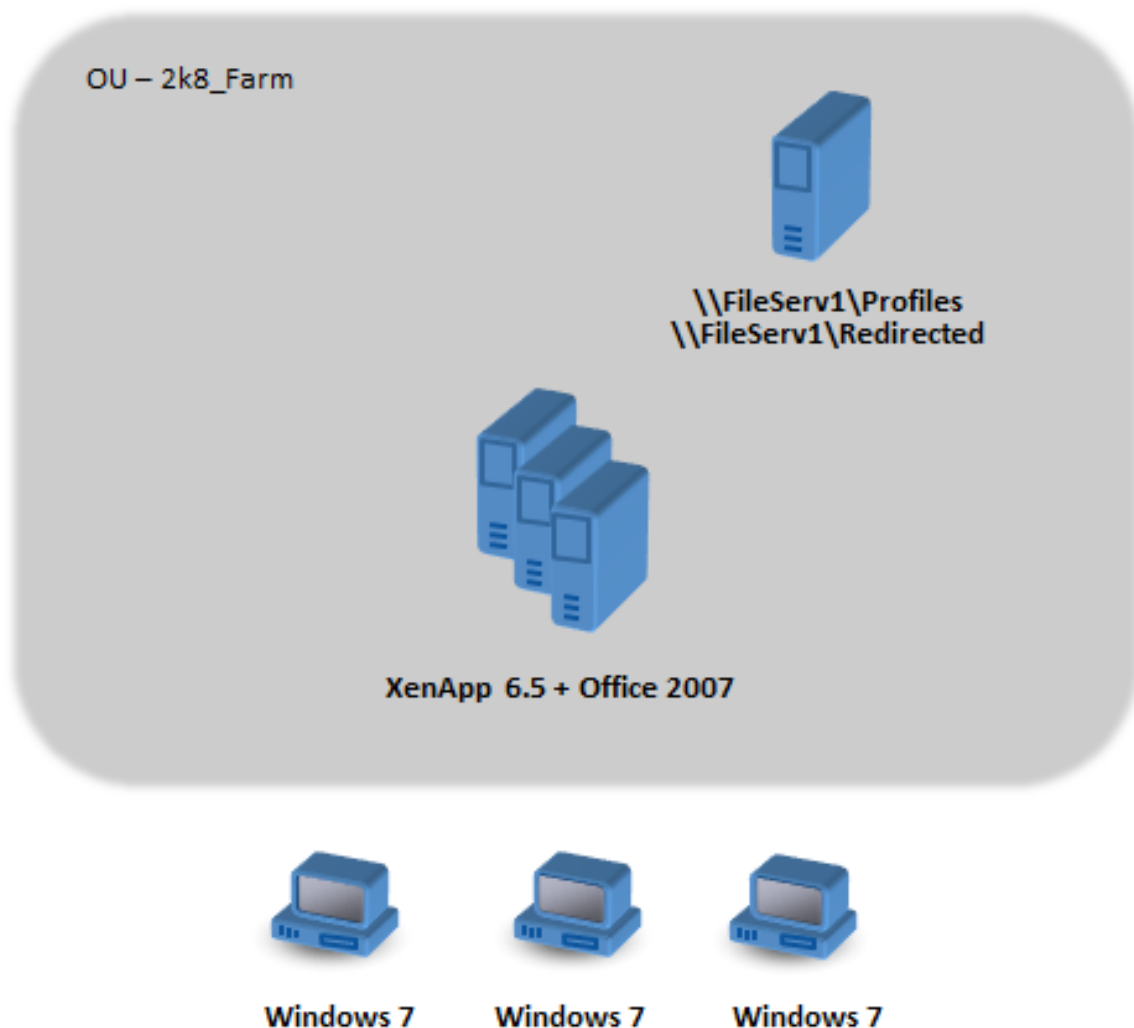 OU – 2k8_Farm
\\FileServ1\Profiles
\\FileServ1\Redirected
XenApp 6.5 + Office 2007
Windows 7
Windows 7
Windows 7